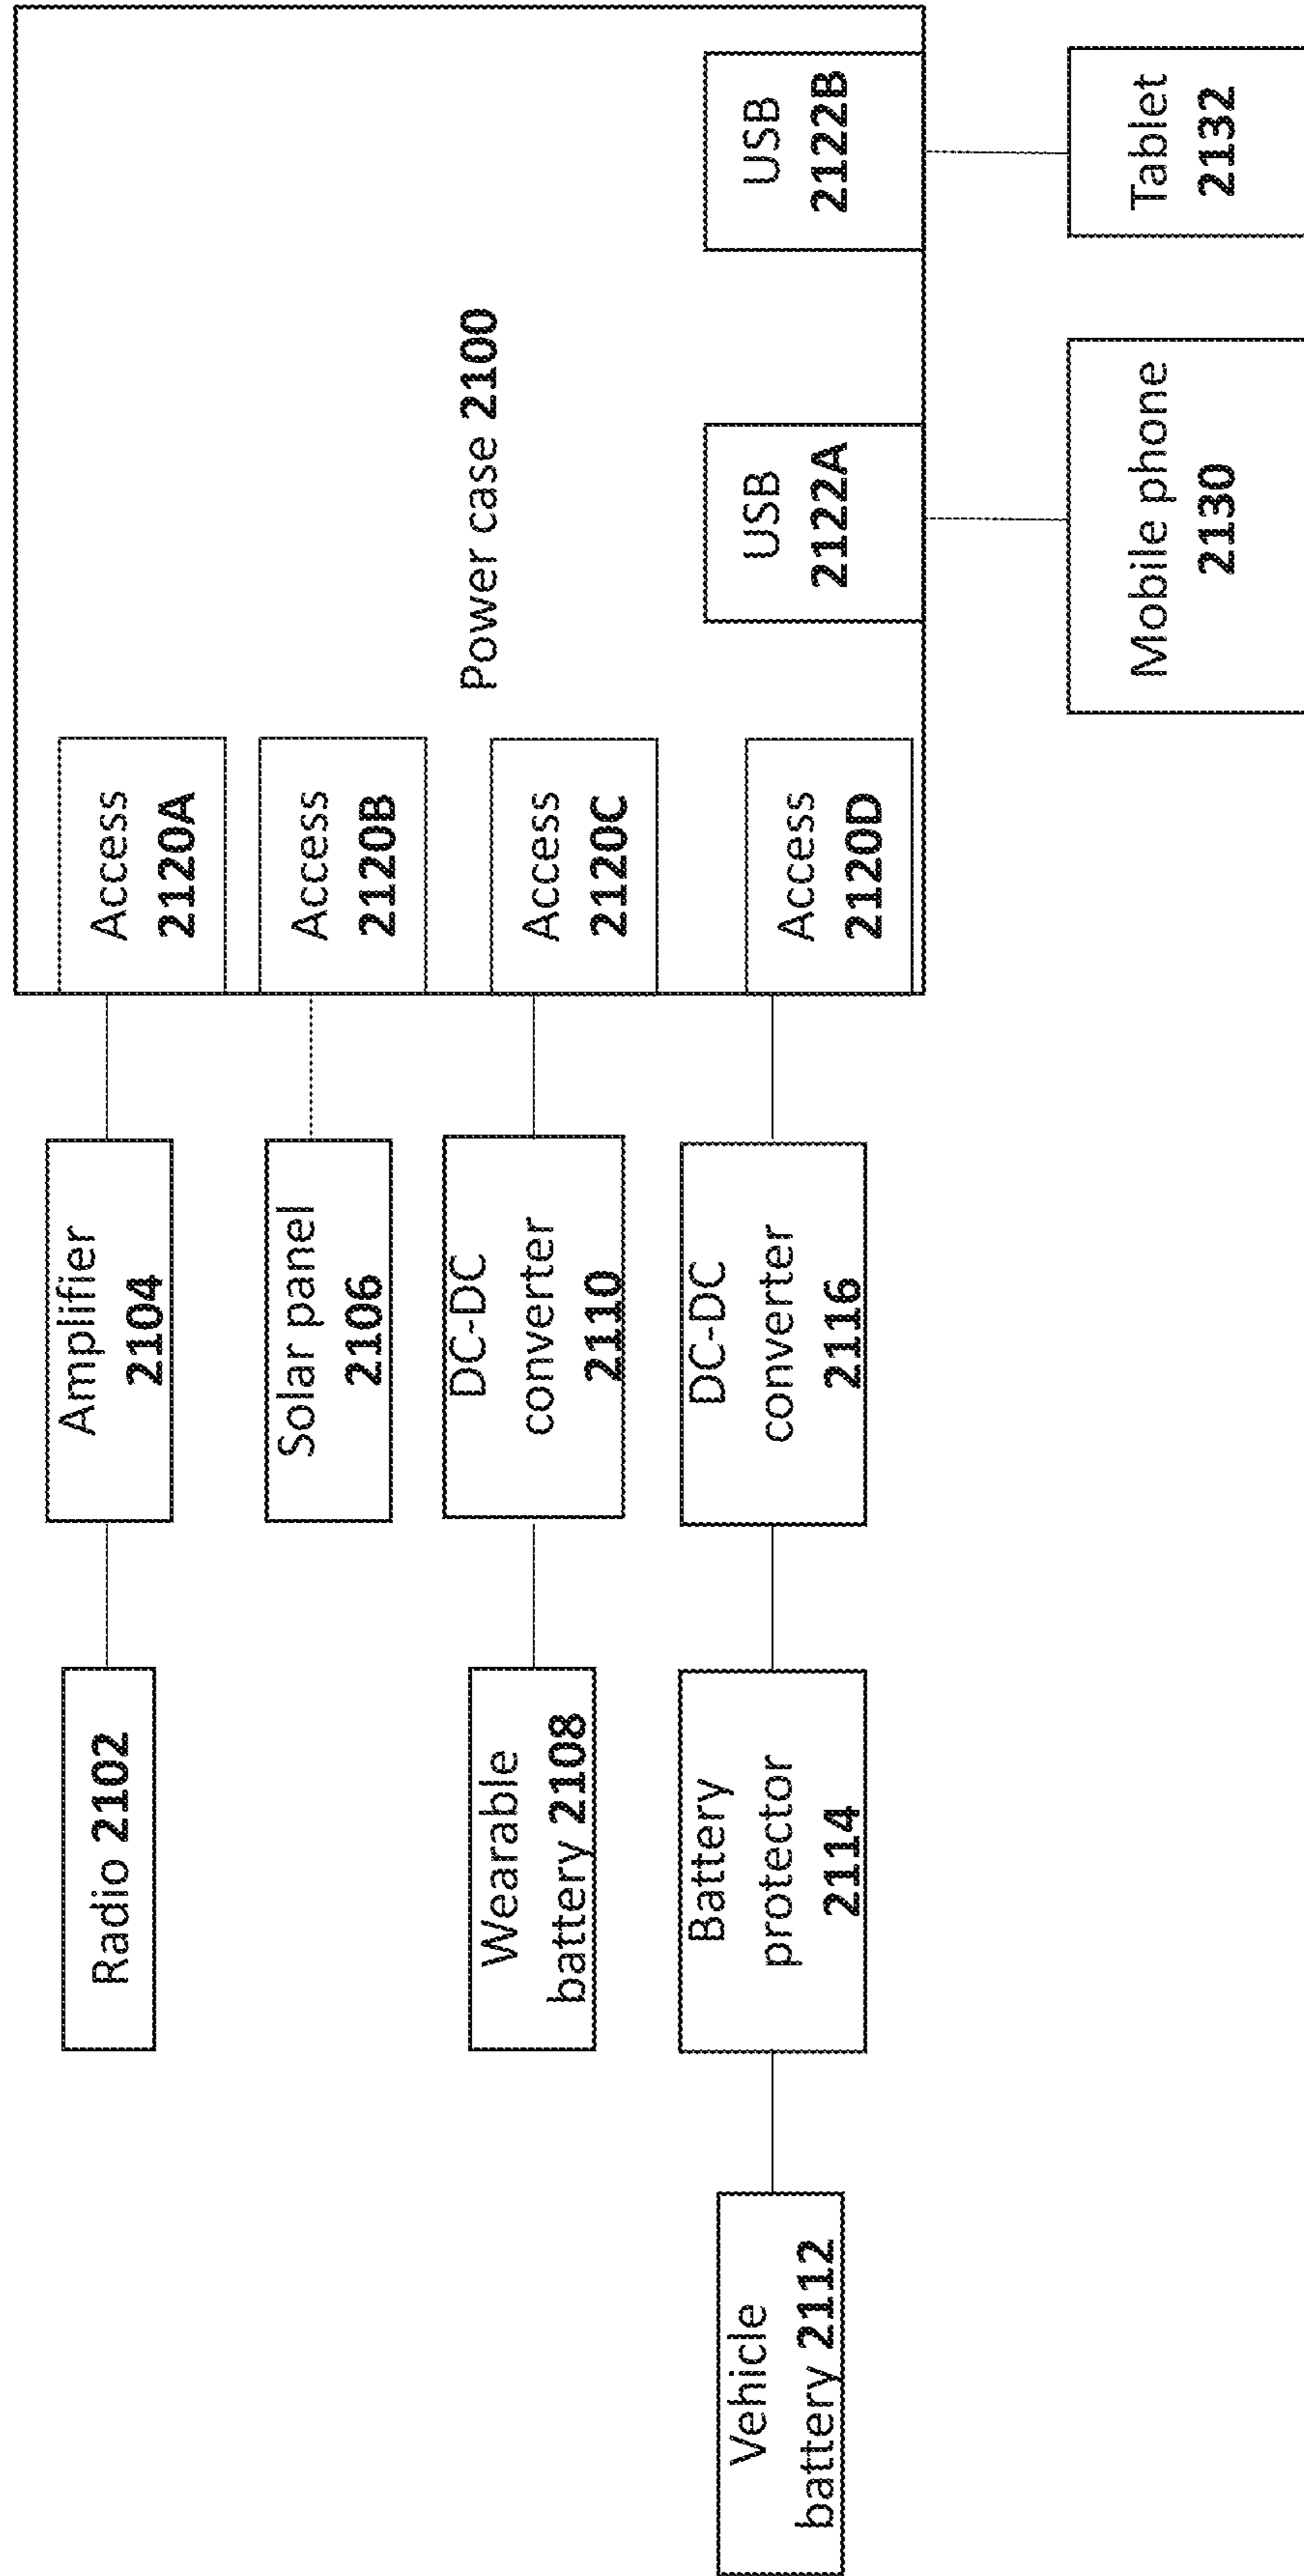 Radio 2102
Amplifier
2104
Access
2120A
Solar panel
2106
Access
2120B
Wearable
battery 2108
DC-DC
converter
2110
Access
2120C
Power case 2100
Vehicle
battery 2112
Battery
protector
2114
DC-DC
converter
2116
Access
2120D
USB
2122A
USB
2122B
Mobile phone
2130
Tablet
2132